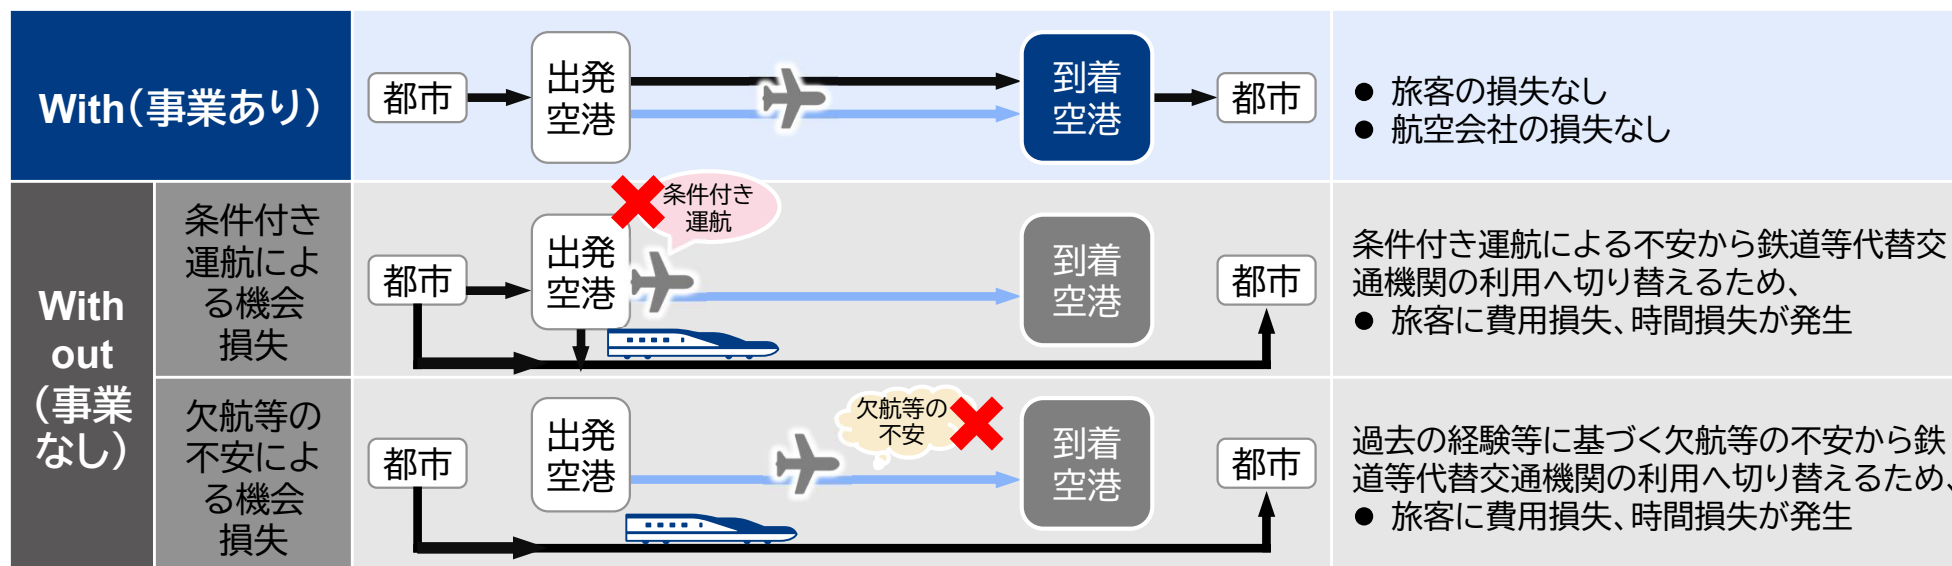 With（事業あり）
都市
出発
空港
到着
空港
都市
● 旅客の損失なし
● 航空会社の損失なし
With
out
（事業
なし）
条件付き
運航によ
る機会
損失
都市
出発
空港
条件付き
運航
到着
空港
都市
条件付き運航による不安から鉄道等代替交
通機関の利用へ切り替えるため、
● 旅客に費用損失、時間損失が発生
欠航等の
不安によ
る機会
損失
都市
出発
空港
欠航等の
不安
到着
空港
都市
過去の経験等に基づく欠航等の不安から鉄
道等代替交通機関の利用へ切り替えるため、
● 旅客に費用損失、時間損失が発生